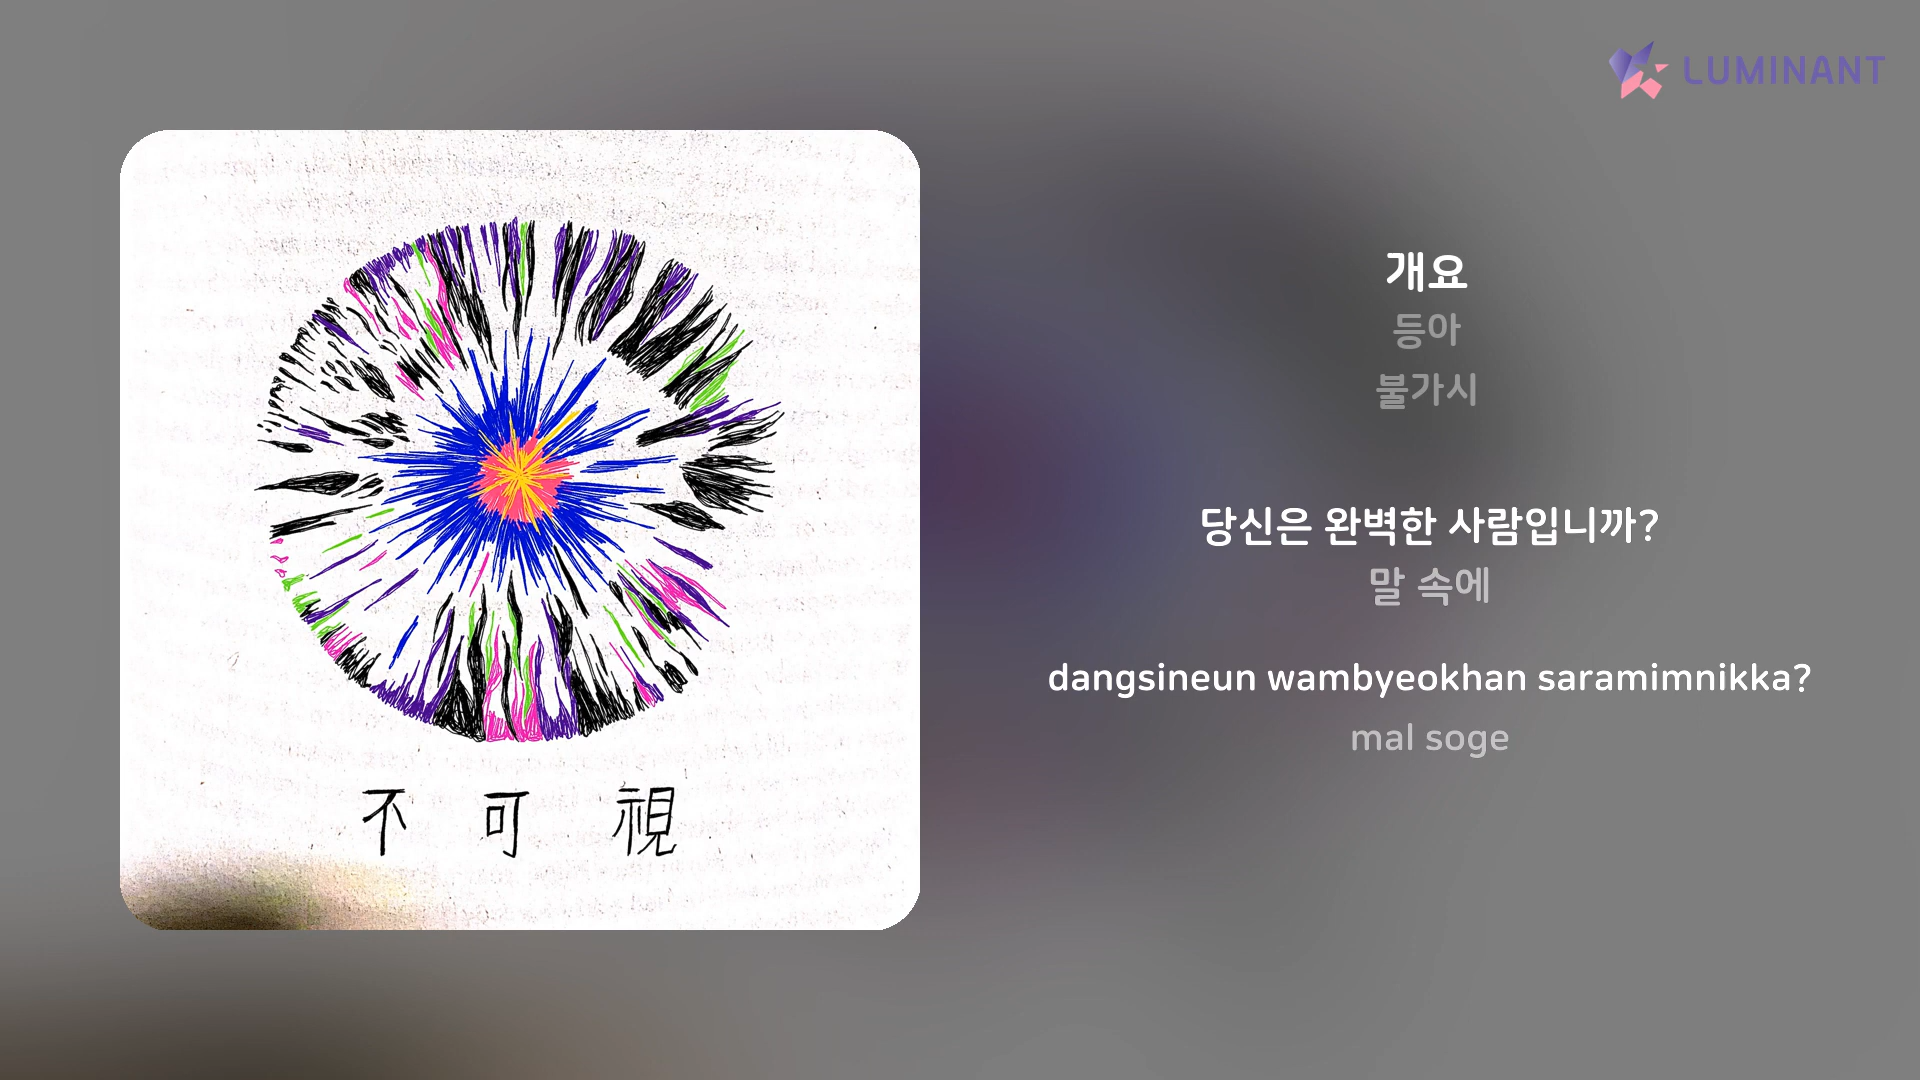 LUMINANT
개요
등아
불가시
당신은 완벽한 사람입니까?
말 속에
dangsineun wambyeokhan saramimnikka?
mal soge
不可視